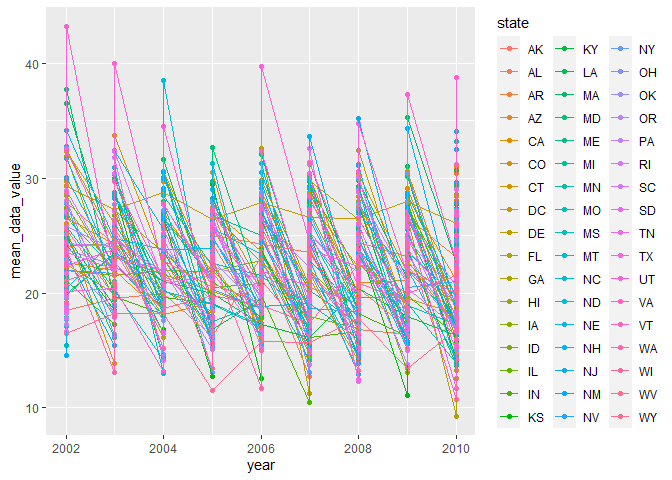 mean_data_value
40
30
20
10
2002 2004 2006 2008 2010
year
state
AK KY NY
AL LA OH
AR MA OK
AZ MD OR
CA ME PA
CO MI RI
CT MN SC
DC MO SD
DE MS TN
FL MT TX
GA NC UT
HI ND VA
IA NE VT
ID NH WA
IL NJ WI
IN NM WV
KS NV WY